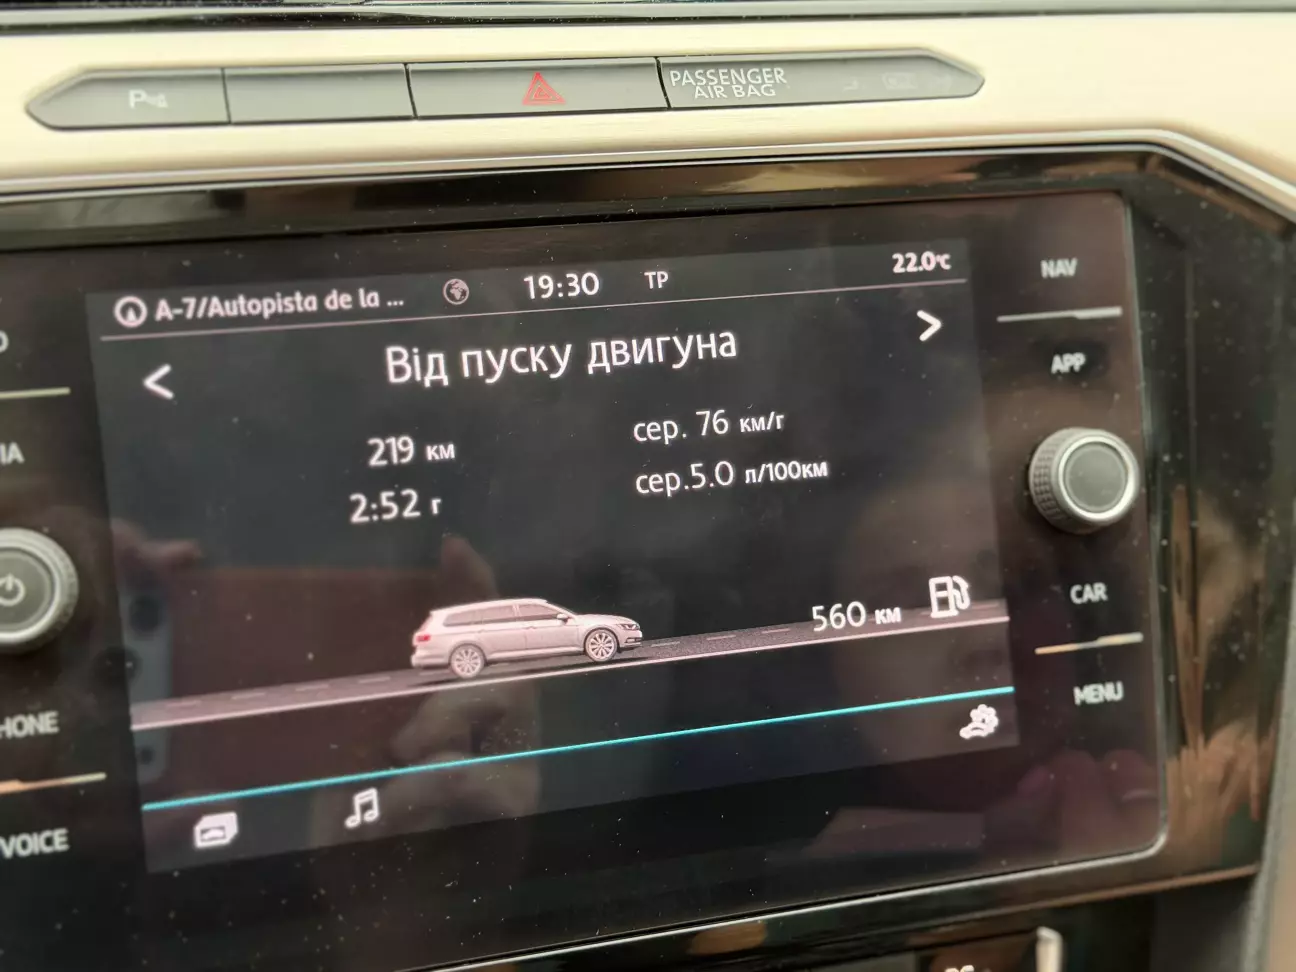 P
PASSENGER
AIR BAG
A-7/Autopista de la ...
19:30
TP
22.0°C
NAV
Від пуску двигуна
APP
219 км
сер. 76 км/г
2:52 г
сер.5.0 л/100км
560 км
CAR
MENU
HONE
VOICE